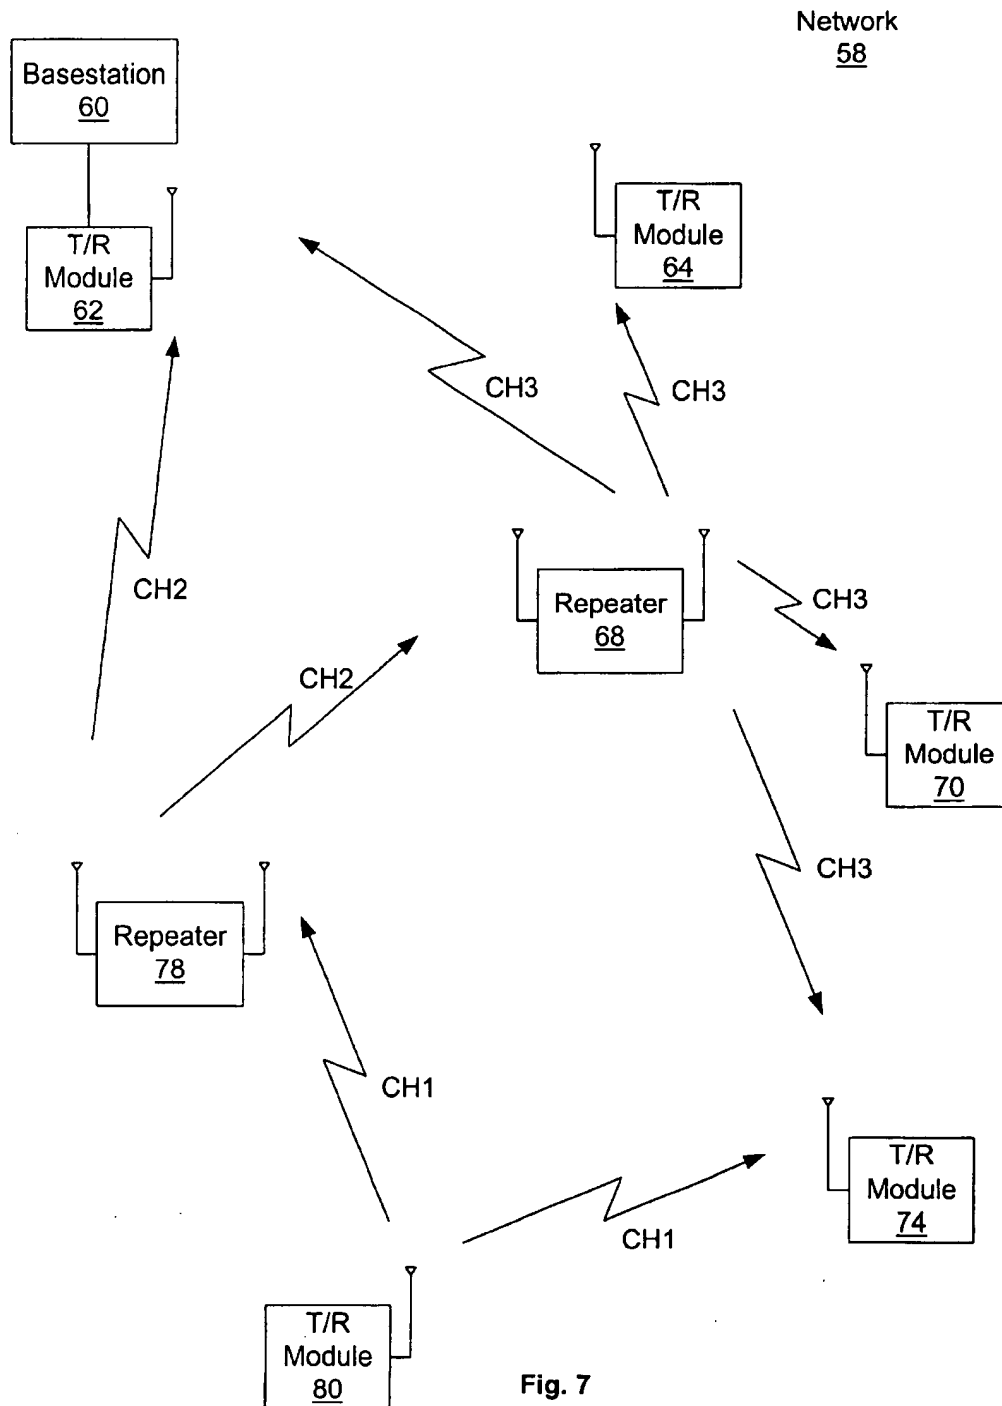 Network
58
Basestation
60
T/R
Module
62
T/R
Module
64
CH3
CH3
CH2
Repeater
68
CH3
CH2
T/R
Module
70
CH3
Repeater
78
CH1
T/R
Module
74
CH1
T/R
Module
80
Fig. 7